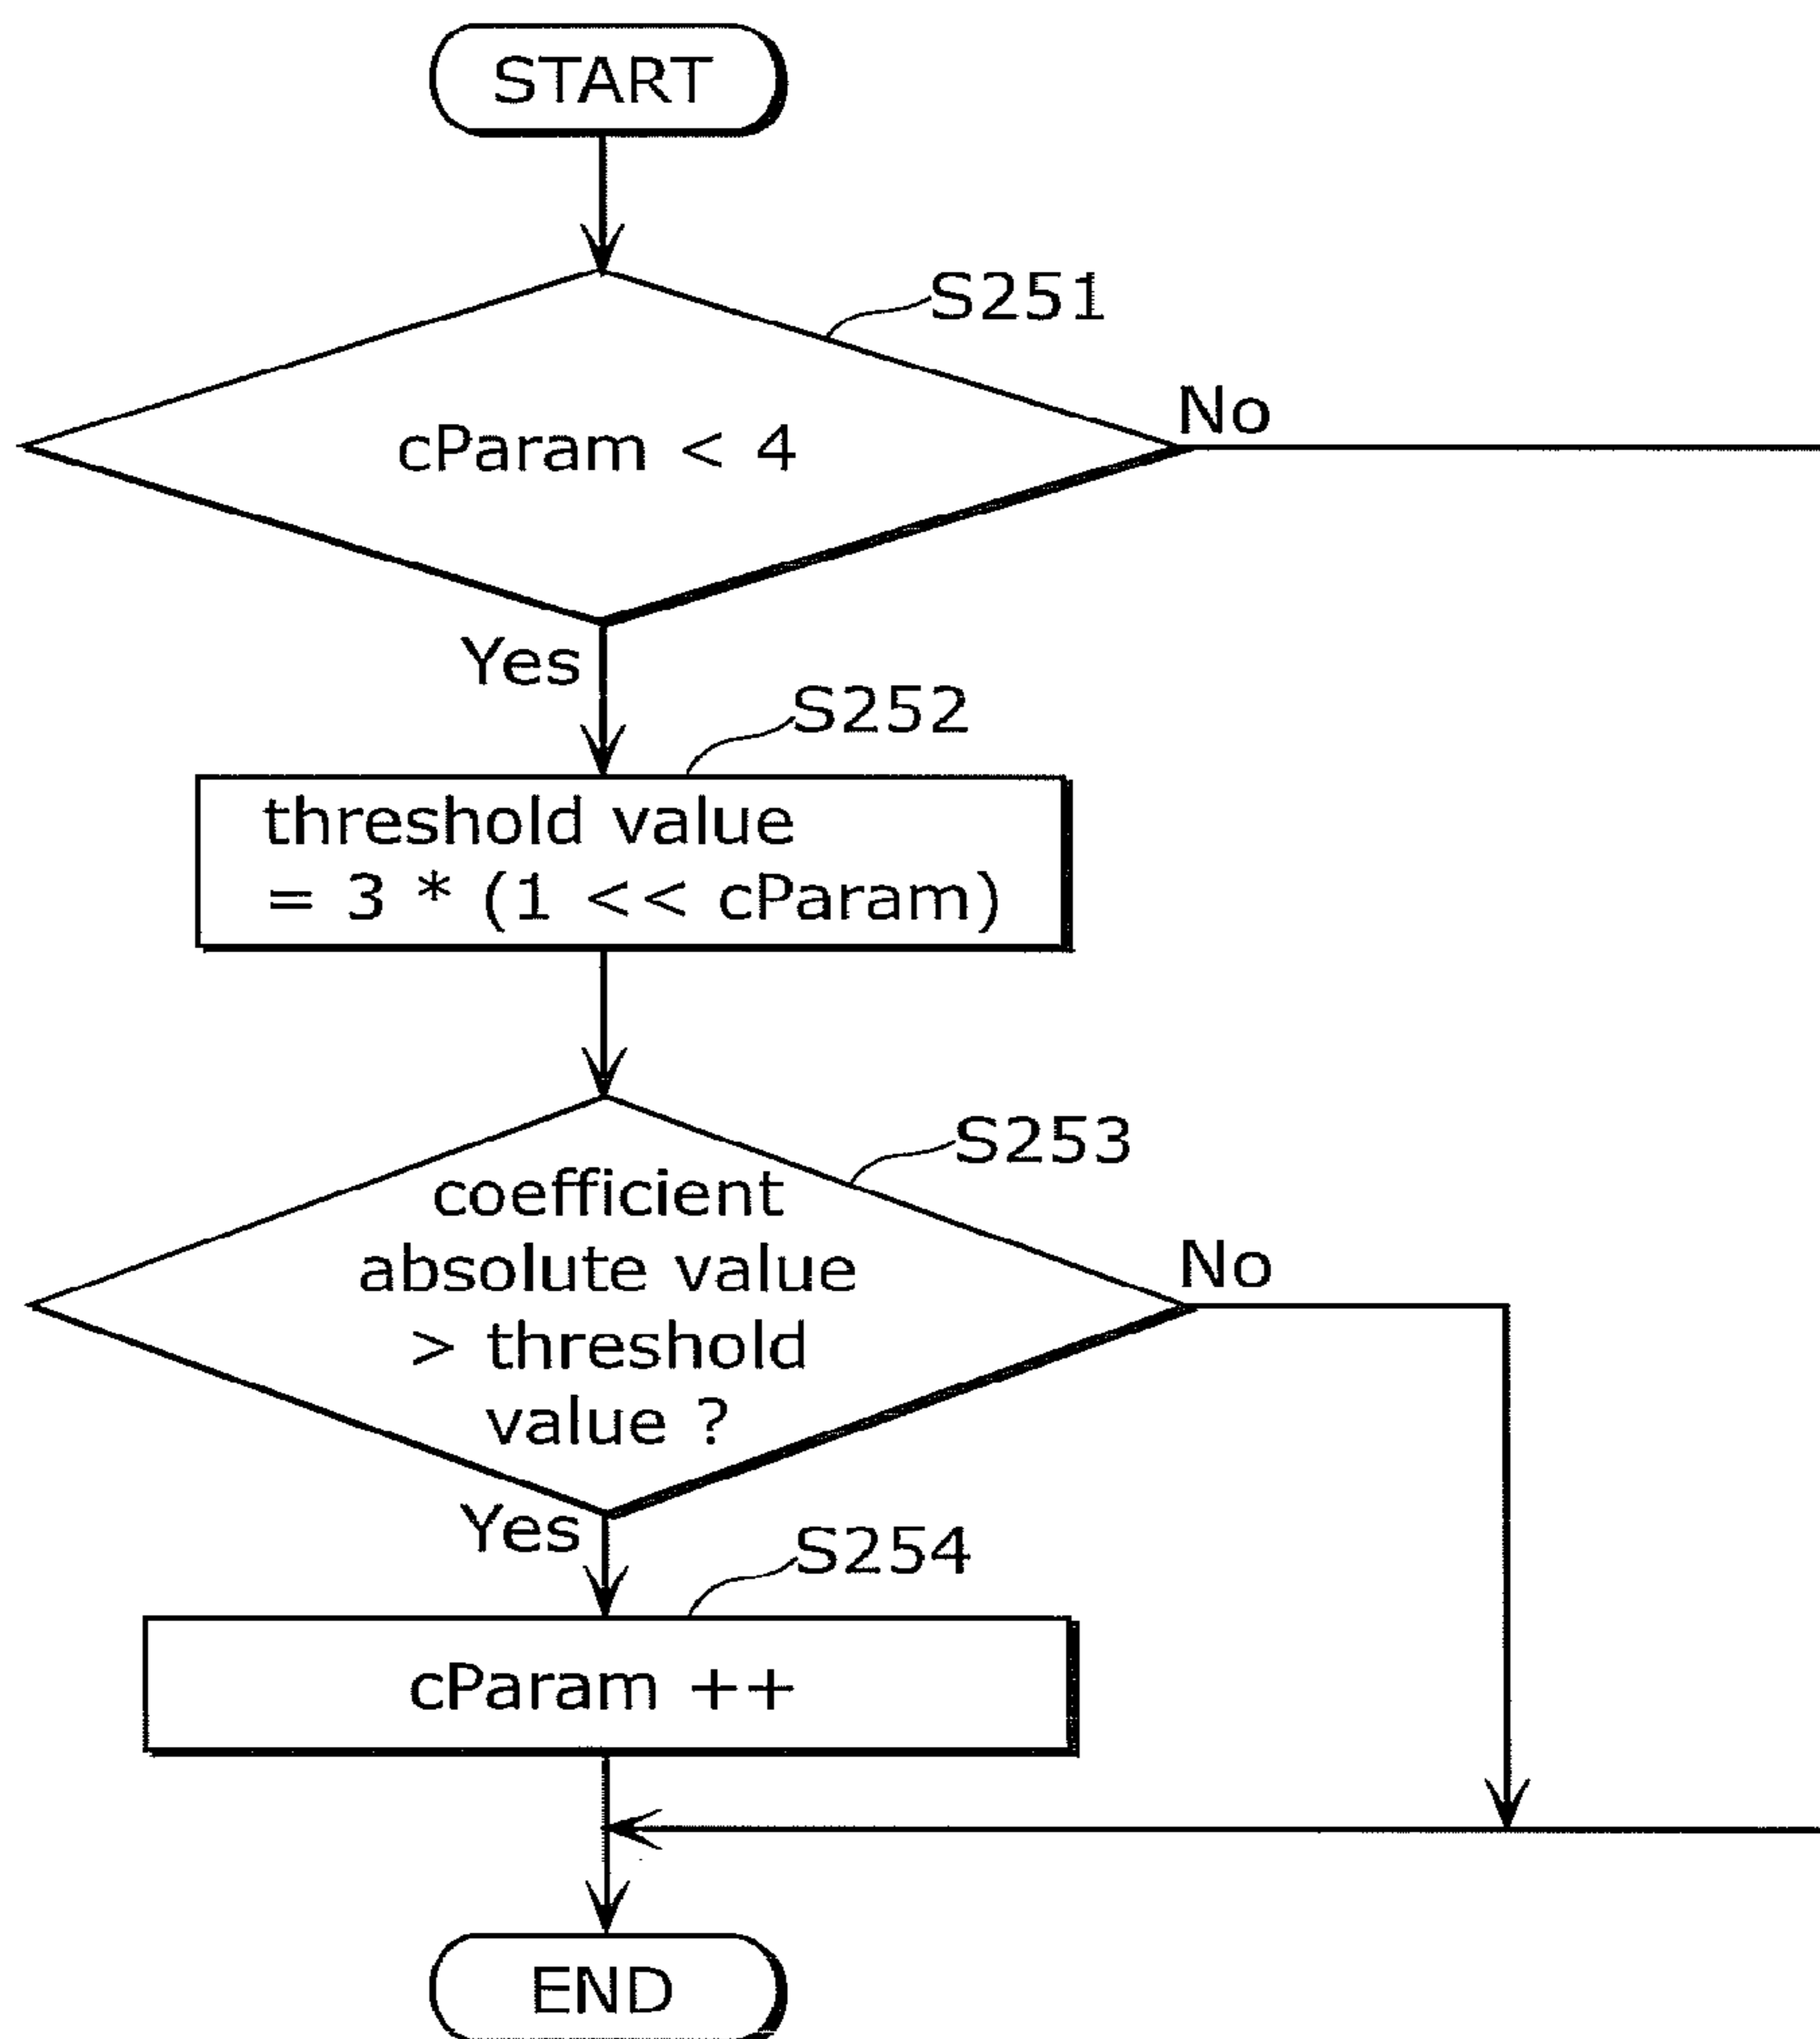 START
S251
cParam < 4
No
Yes
S252
threshold value
= 3 * (1 << cParam)
S253
coefficient
absolute value
> threshold
value ?
No
Yes
S254
cParam ++
END